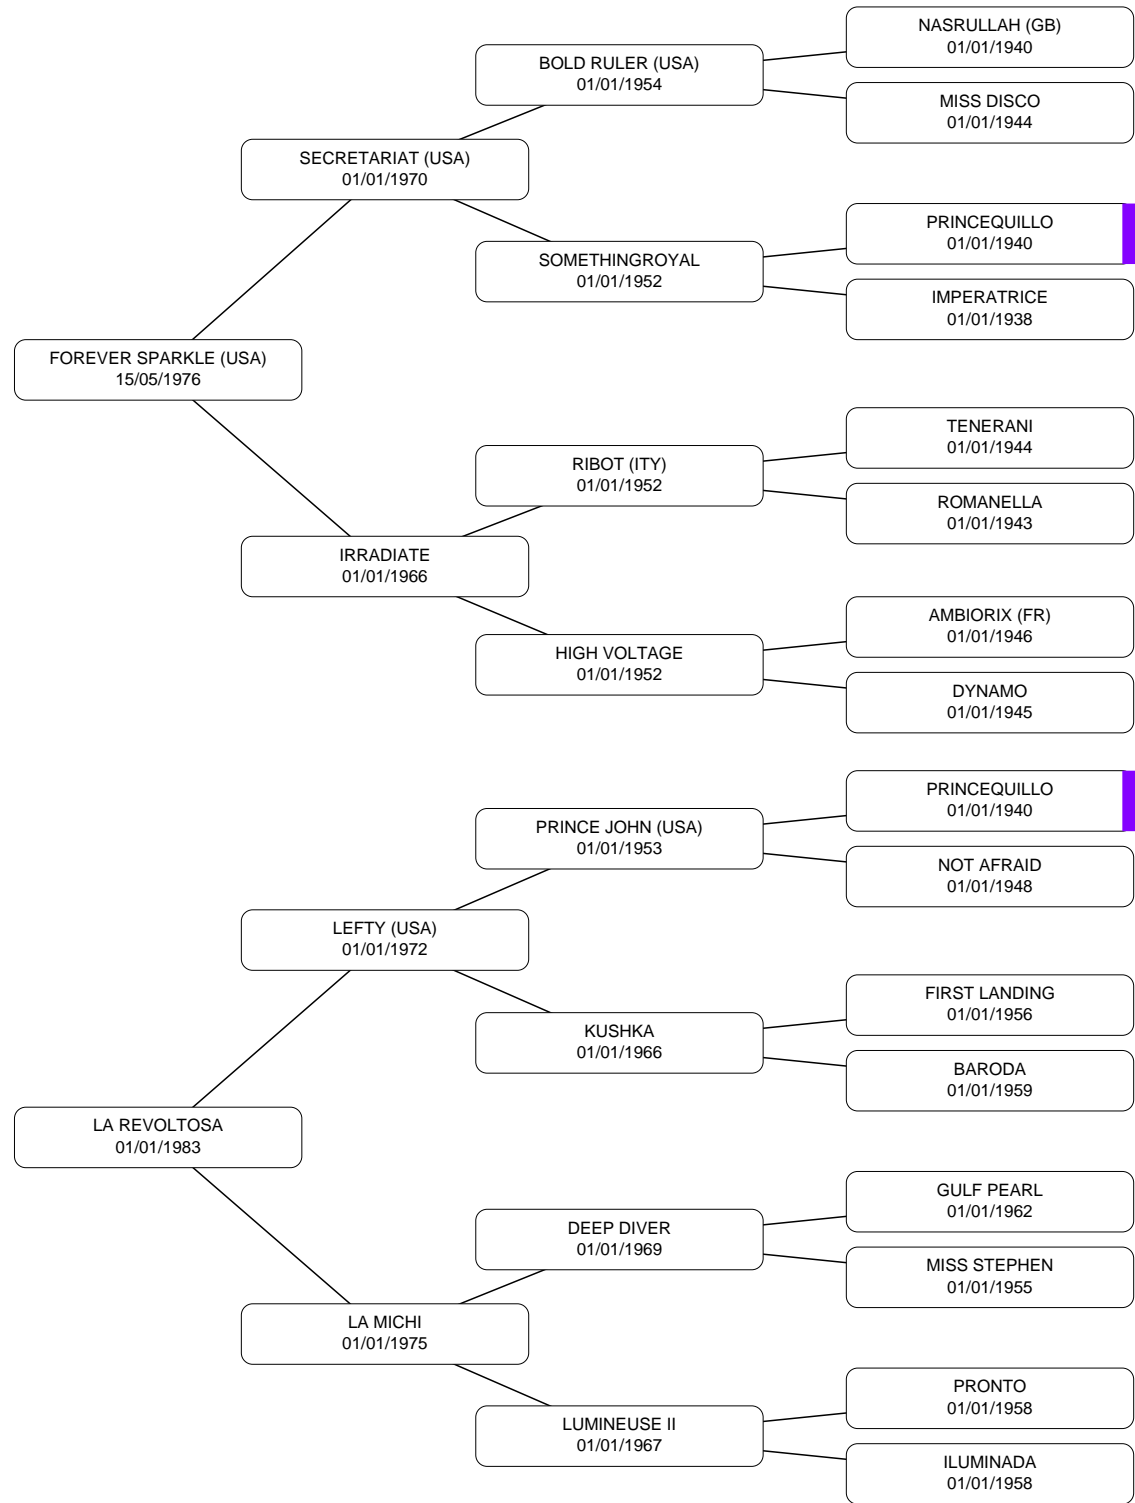 NASRULLAH (GB)
01/01/1940
BOLD RULER (USA)
01/01/1954
MISS DISCO
01/01/1944
SECRETARIAT (USA)
01/01/1970
PRINCEQUILLO
01/01/1940
SOMETHINGROYAL
01/01/1952
IMPERATRICE
01/01/1938
FOREVER SPARKLE (USA)
15/05/1976
TENERANI
01/01/1944
RIBOT (ITY)
01/01/1952
ROMANELLA
01/01/1943
IRRADIATE
01/01/1966
AMBIORIX (FR)
01/01/1946
HIGH VOLTAGE
01/01/1952
DYNAMO
01/01/1945
PRINCEQUILLO
01/01/1940
PRINCE JOHN (USA)
01/01/1953
NOT AFRAID
01/01/1948
LEFTY (USA)
01/01/1972
FIRST LANDING
01/01/1956
KUSHKA
01/01/1966
BARODA
01/01/1959
LA REVOLTOSA
01/01/1983
GULF PEARL
01/01/1962
DEEP DIVER
01/01/1969
MISS STEPHEN
01/01/1955
LA MICHI
01/01/1975
PRONTO
01/01/1958
LUMINEUSE II
01/01/1967
ILUMINADA
01/01/1958